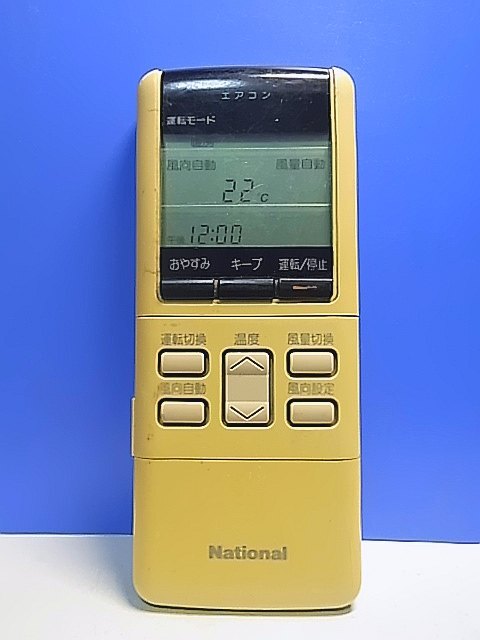 エアコン
運転モード
風向自動 風量自動
22℃
午後 12:00
おやすみ キープ 運転/停止
運転切換 温度 風量切換
風向自動 風向設定
National